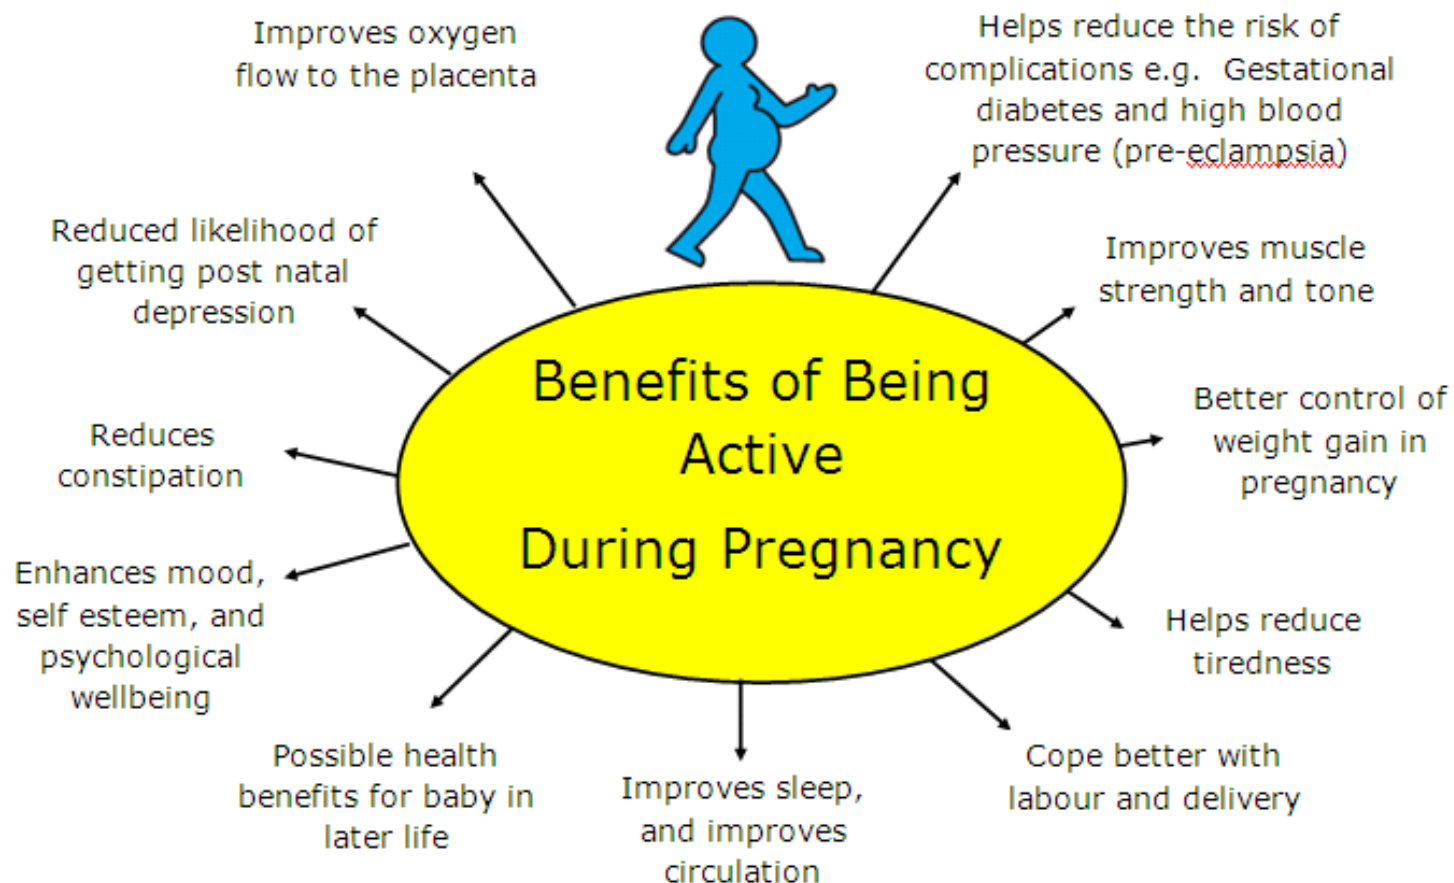 Improves oxygen
flow to the placenta
Helps reduce the risk of
complications e.g. Gestational
diabetes and high blood
pressure (pre-eclampsia)
Reduced likelihood of
getting post natal
depression
Improves muscle
strength and tone
Benefits of Being
Active
During Pregnancy
Better control of
weight gain in
pregnancy
Reduces
constipation
Enhances mood,
self esteem, and
psychological
wellbeing
Helps reduce
tiredness
Possible health
benefits for baby in
later life
Improves sleep,
and improves
circulation
Cope better with
labour and delivery